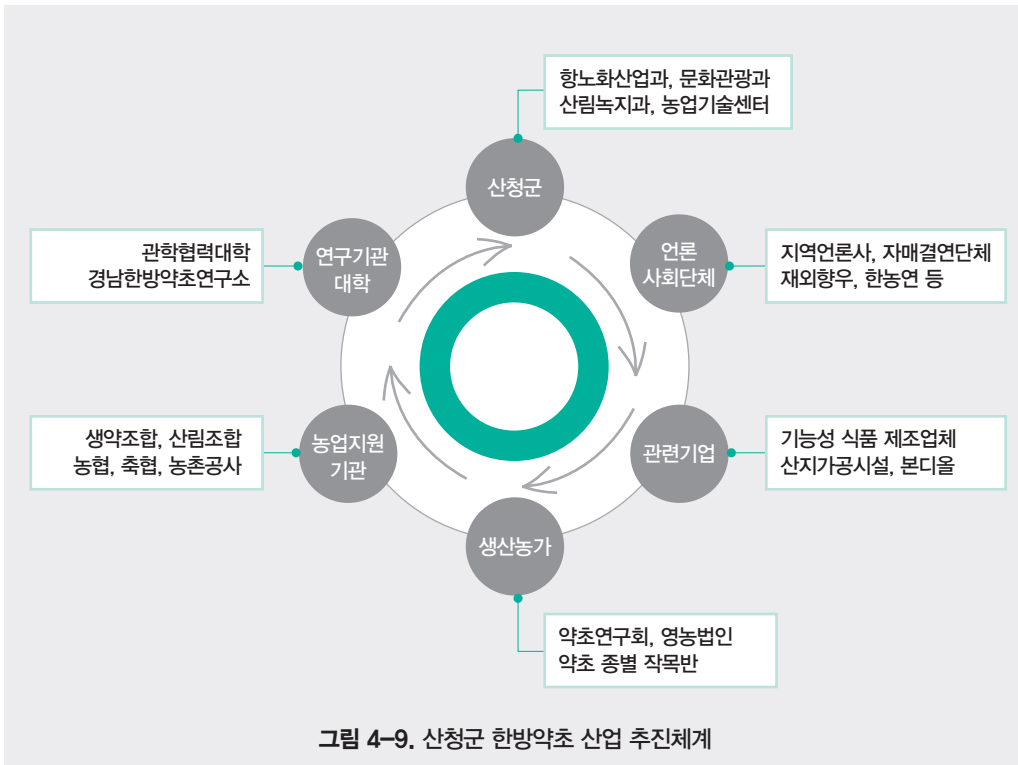 항노화산업과, 문화관광과
산림녹지과, 농업기술센터
산청군
연구기관
대학
관학협력대학
경남한방약초연구소
언론
사회단체
지역언론사, 자매결연단체
재외향우, 한농연 등
농업지원
기관
생약조합, 산림조합
농협, 축협, 농촌공사
관련기업
기능성 식품 제조업체
산지가공시설, 본디올
생산농가
약초연구회, 영농법인
약초 종별 작목반
그림 4-9. 산청군 한방약초 산업 추진체계